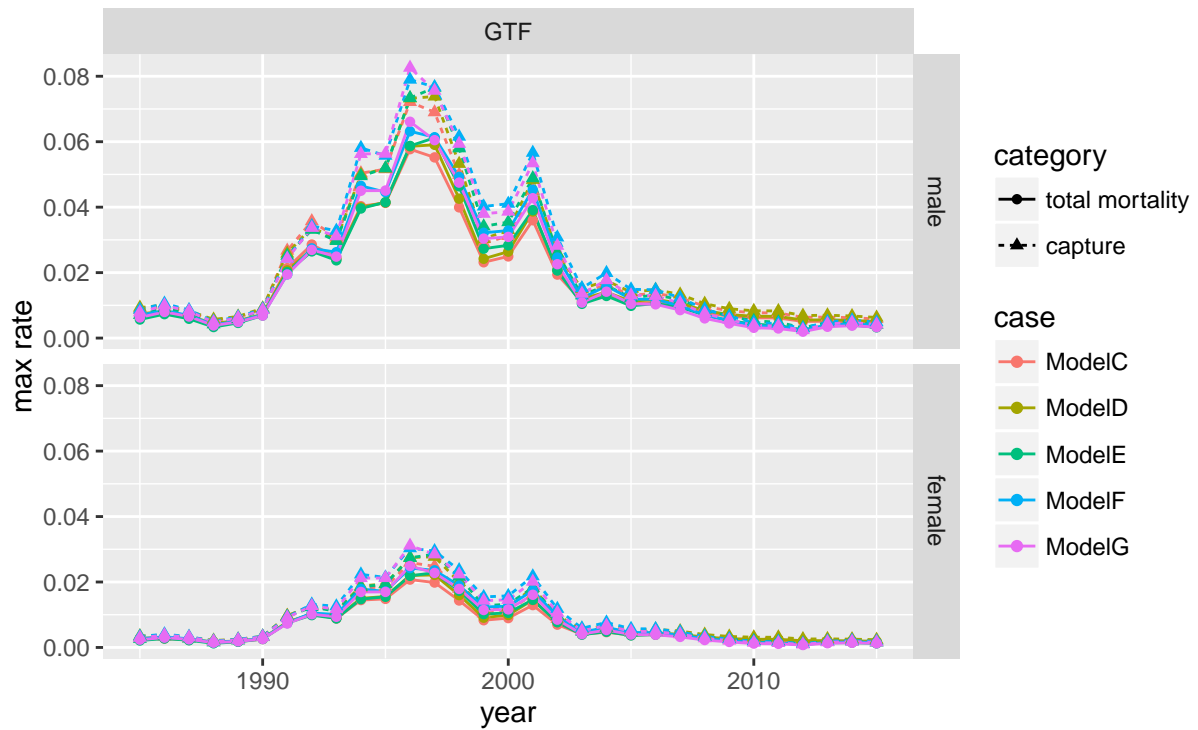 GTF
max rate
0.08
0.06
0.04
0.02
0.00
male
0.08
0.06
0.04
0.02
0.00
female
1990
2000
2010
year
category
total mortality
capture
case
ModelC
ModelD
ModelE
ModelF
ModelG